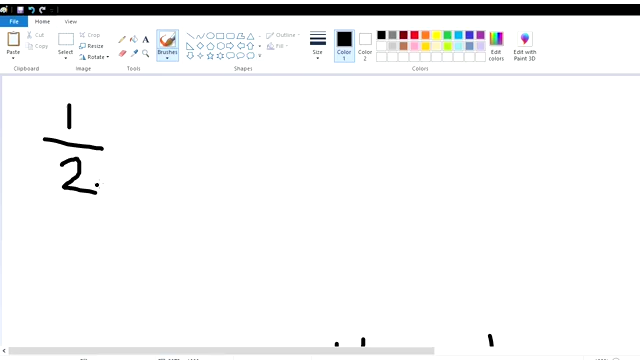 File Home View
Paste Cut Copy Select Crop Resize Rotate Brushes Outline Fill Size Color 1 Color 2 Edit colors Edit with Paint 3D
Clipboard Image Tools Shapes Colors
1
2